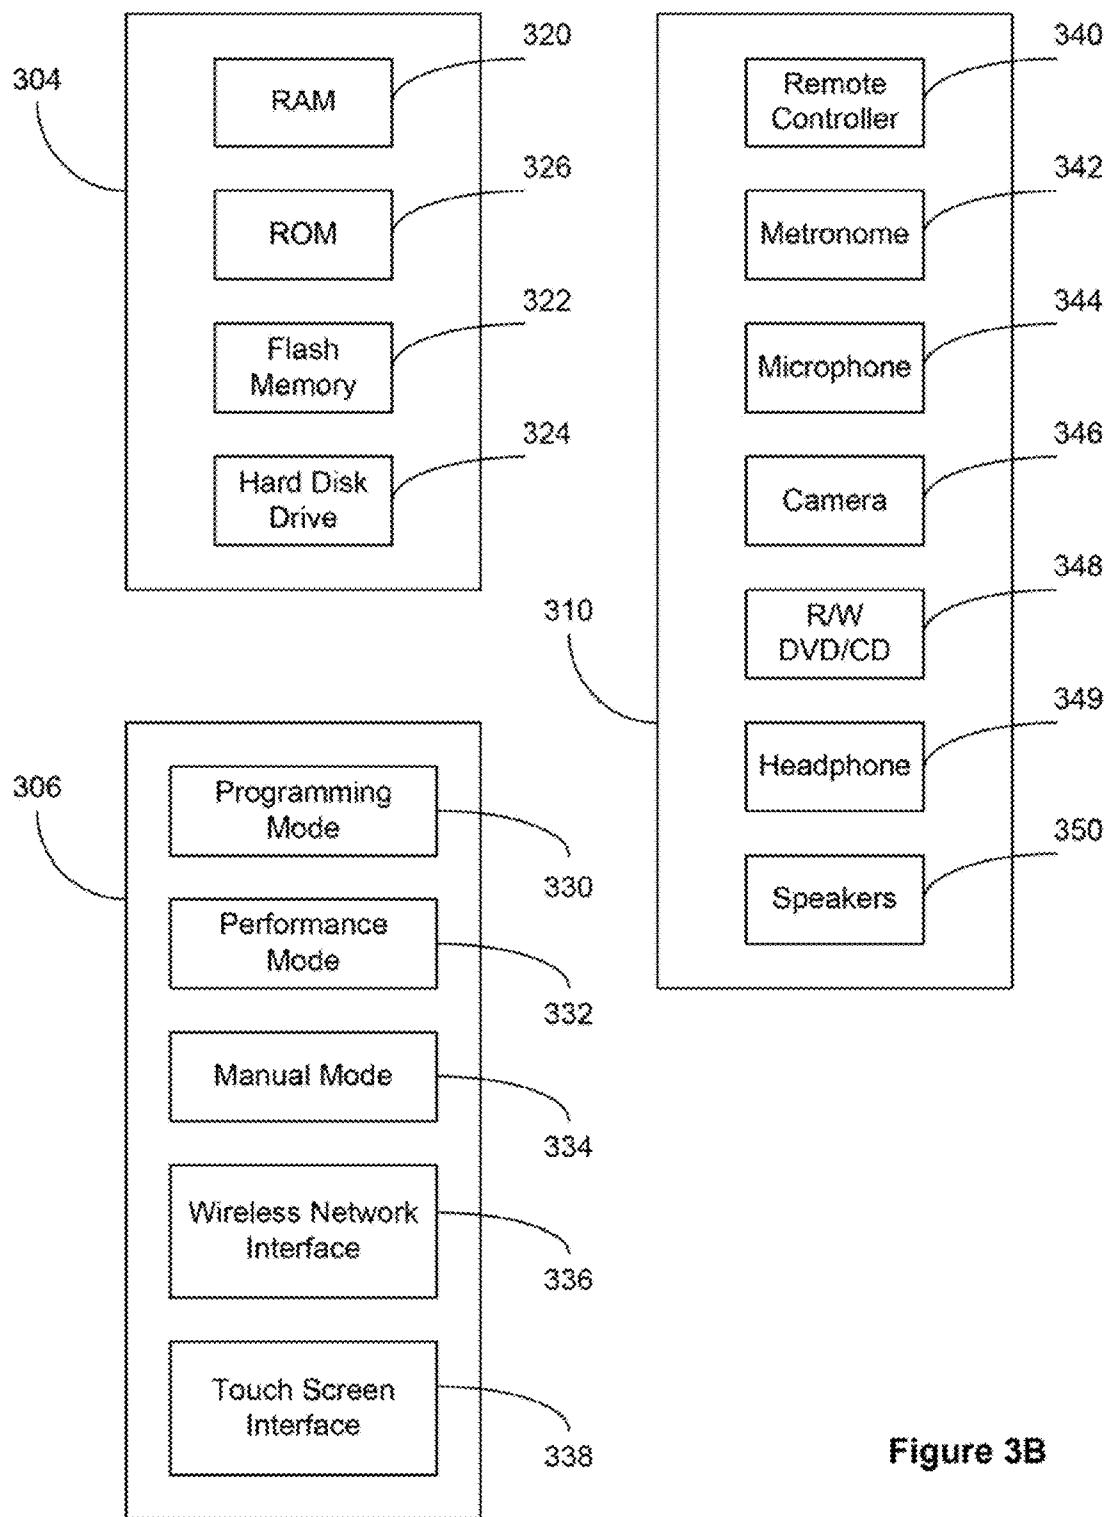 304
320
RAM
326
ROM
322
Flash
Memory
324
Hard Disk
Drive
310
340
Remote
Controller
342
Metronome
344
Microphone
346
Camera
348
R/W
DVD/CD
349
Headphone
350
Speakers
306
Programming
Mode
330
Performance
Mode
332
Manual Mode
334
Wireless Network
Interface
336
Touch Screen
Interface
338
Figure 3B